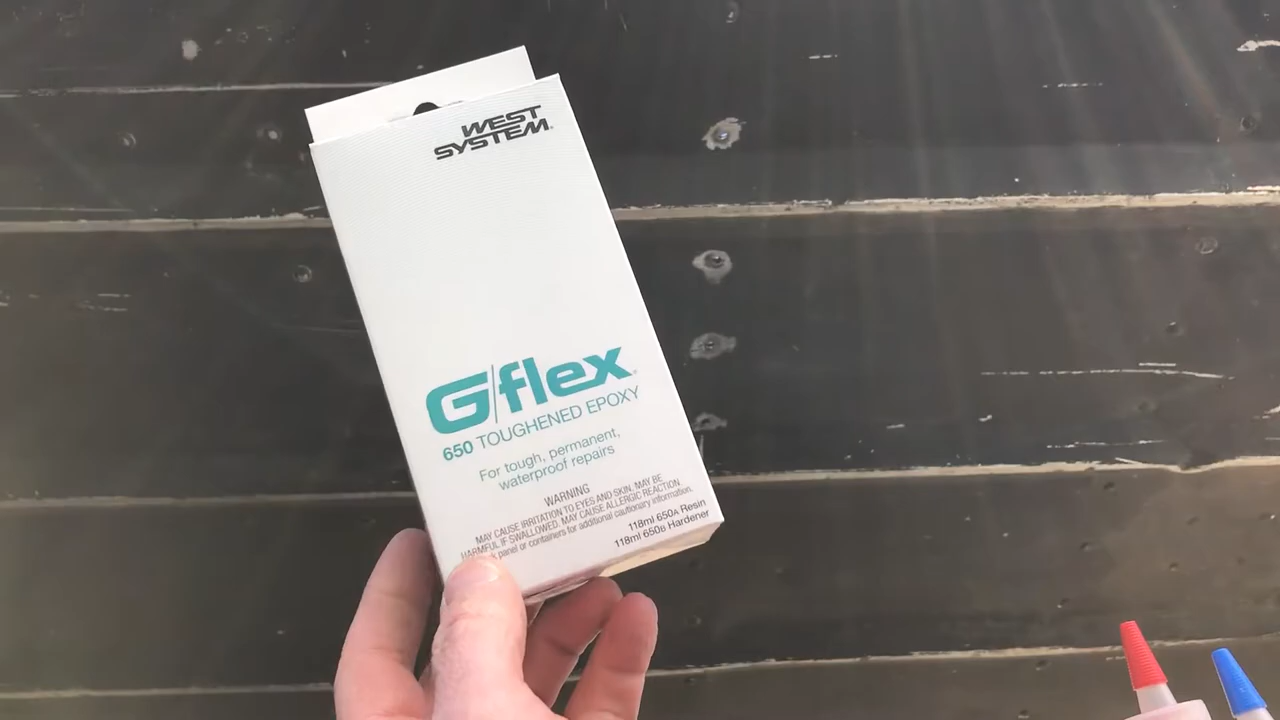 WEST
SYSTEM®
G/flex®
650 TOUGHENED EPOXY
For tough, permanent,
waterproof repairs
WARNING
MAY CAUSE IRRITATION TO EYES AND SKIN. MAY BE
HARMFUL IF SWALLOWED. MAY CAUSE ALLERGIC REACTION.
panel or containers for additional cautionary information.
118ml 650A Resin
118ml 650B Hardener